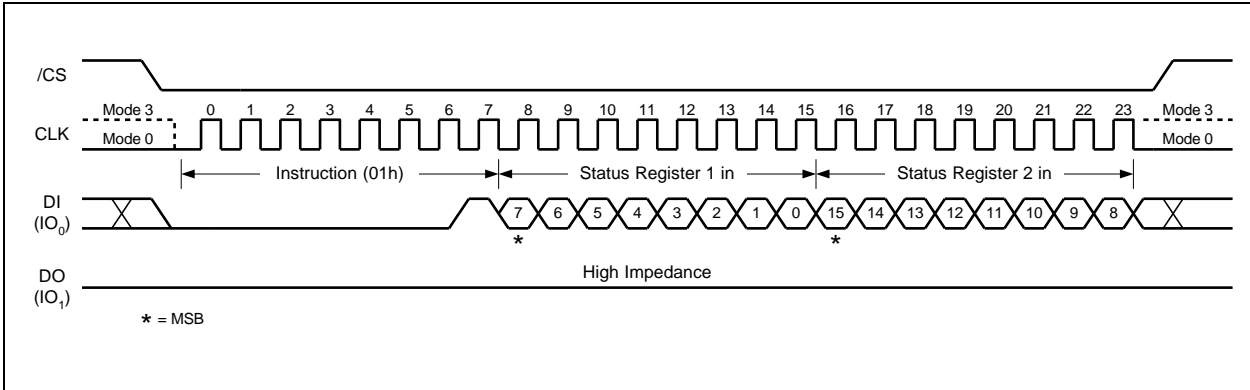 /CS
Mode 3 0 1 2 3 4 5 6 7 8 9 10 11 12 13 14 15 16 17 18 19 20 21 22 23 Mode 3
CLK Mode 0 Mode 0
Instruction (01h) Status Register 1 in Status Register 2 in
DI
(IO0) 7 6 5 4 3 2 1 0 15 14 13 12 11 10 9 8
* *
High Impedance
DO
(IO1)
* = MSB